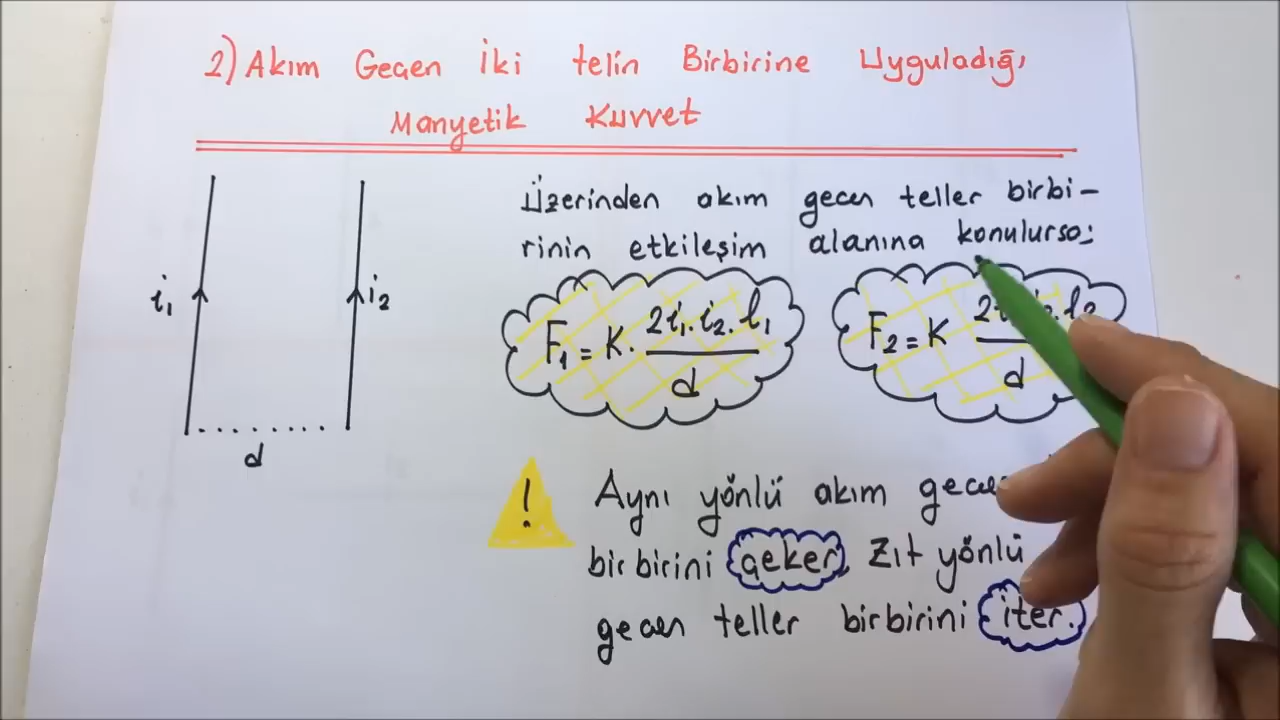 2) Akım Geçen İki telin Birbirine Uyguladığı
Manyetik Kuvvet
Üzerinden akım geçen teller birbi-
rinin etkileşim alanına konulursa:
i₁
i₂
d
F₁ = K. 2i₁.i₂.l₁ / d
F₂ = K / d
! Aynı yönlü akım geçen
birbirini çeker, Zıt yönlü
geçen teller birbirini iter.